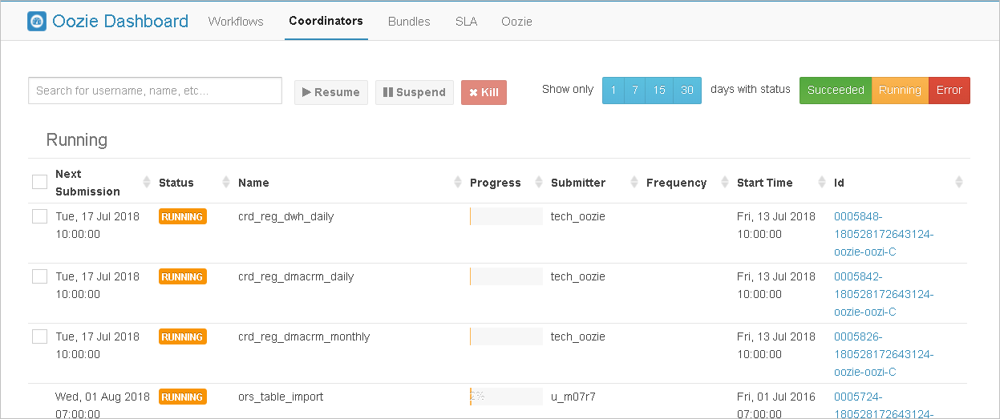 Oozie Dashboard Workflows Coordinators Bundles SLA Oozie
Search for username, name, etc... Resume Suspend Kill Show only 1 7 15 30 days with status Succeeded Running Error
Running
Next Submission Status Name Progress Submitter Frequency Start Time Id
Tue, 17 Jul 2018 RUNNING crd_reg_dwh_daily tech_oozie Fri, 13 Jul 2018 0005848-
10:00:00 10:00:00 180528172643124-
oozie-oozi-C
Tue, 17 Jul 2018 RUNNING crd_reg_dmacrm_daily tech_oozie Fri, 13 Jul 2018 0005842-
10:00:00 10:00:00 180528172643124-
oozie-oozi-C
Tue, 17 Jul 2018 RUNNING crd_reg_dmacrm_monthly tech_oozie Fri, 13 Jul 2018 0005826-
10:00:00 10:00:00 180528172643124-
oozie-oozi-C
Wed, 01 Aug 2018 RUNNING ors_table_import 2% u_m07r7 Fri, 01 Jul 2016 0005724-
07:00:00 07:00:00 180528172643124-